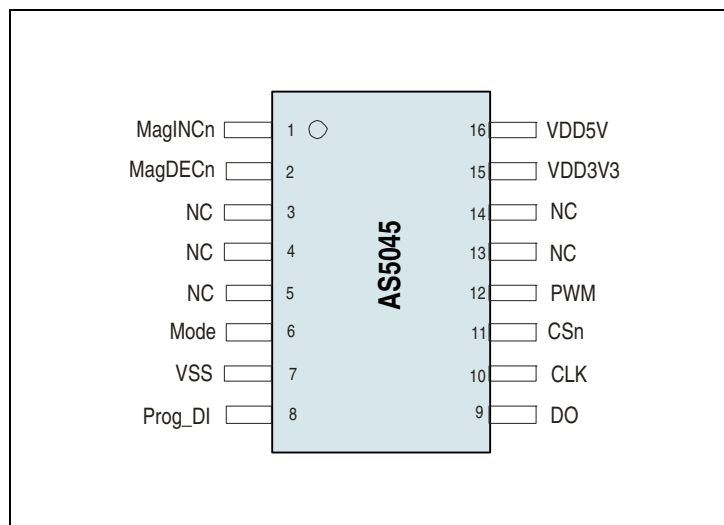 MagINCn 1 16 VDD5V
MagDECn 2 15 VDD3V3
NC 3 14 NC
NC 4 13 NC
NC 5 12 PWM
Mode 6 11 CSn
VSS 7 10 CLK
Prog_DI 8 9 DO
AS5045